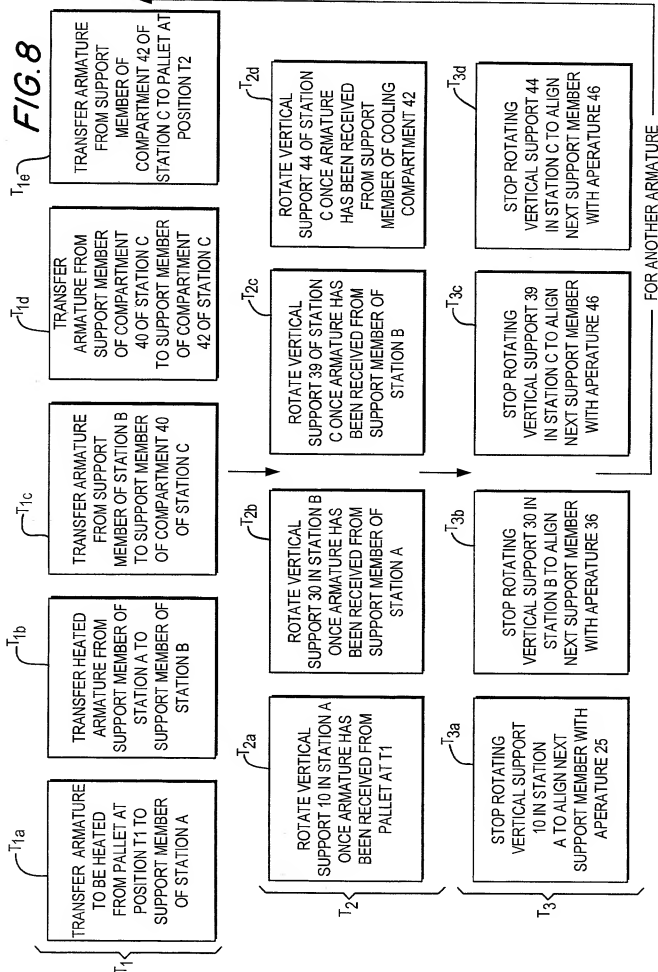 FIG.8
T1
T1a
TRANSFER ARMATURE
TO BE HEATED
FROM PALLET AT
POSITION T1 TO
SUPPORT MEMBER
OF STATION A
T1b
TRANSFER HEATED
ARMATURE FROM
SUPPORT MEMBER OF
STATION A TO
SUPPORT MEMBER OF
STATION B
T1c
TRANSFER ARMATURE
FROM SUPPORT
MEMBER OF STATION B
TO SUPPORT MEMBER
OF COMPARTMENT 40
OF STATION C
T1d
TRANSFER
ARMATURE FROM
SUPPORT MEMBER
OF COMPARTMENT
40 OF STATION C
TO SUPPORT MEMBER
OF COMPARTMENT
42 OF STATION C
T1e
TRANSFER ARMATURE
FROM SUPPORT
MEMBER OF
COMPARTMENT 42 OF
STATION C TO PALLET AT
POSITION T2
T2
T2a
ROTATE VERTICAL
SUPPORT 10 IN STATION A
ONCE ARMATURE HAS
BEEN RECEIVED FROM
PALLET AT T1
T2b
ROTATE VERTICAL
SUPPORT 30 IN STATION B
ONCE ARMATURE HAS
BEEN RECEIVED FROM
SUPPORT MEMBER OF
STATION A
T2c
ROTATE VERTICAL
SUPPORT 39 OF STATION
C ONCE ARMATURE HAS
BEEN RECEIVED FROM
SUPPORT MEMBER OF
STATION B
T2d
ROTATE VERTICAL
SUPPORT 44 OF STATION
C ONCE ARMATURE
HAS BEEN RECEIVED
FROM SUPPORT
MEMBER OF COOLING
COMPARTMENT 42
T3
T3a
STOP ROTATING
VERTICAL SUPPORT
10 IN STATION
A TO ALIGN NEXT
SUPPORT MEMBER WITH
APERATURE 25
T3b
STOP ROTATING
VERTICAL SUPPORT 30 IN
STATION B TO ALIGN
NEXT SUPPORT MEMBER
WITH APERATURE 36
T3c
STOP ROTATING
VERTICAL SUPPORT 39
IN STATION C TO ALIGN
NEXT SUPPORT MEMBER
WITH APERATURE 46
T3d
STOP ROTATING
VERTICAL SUPPORT 44
IN STATION C TO ALIGN
NEXT SUPPORT MEMBER
WITH APERATURE 46
FOR ANOTHER ARMATURE